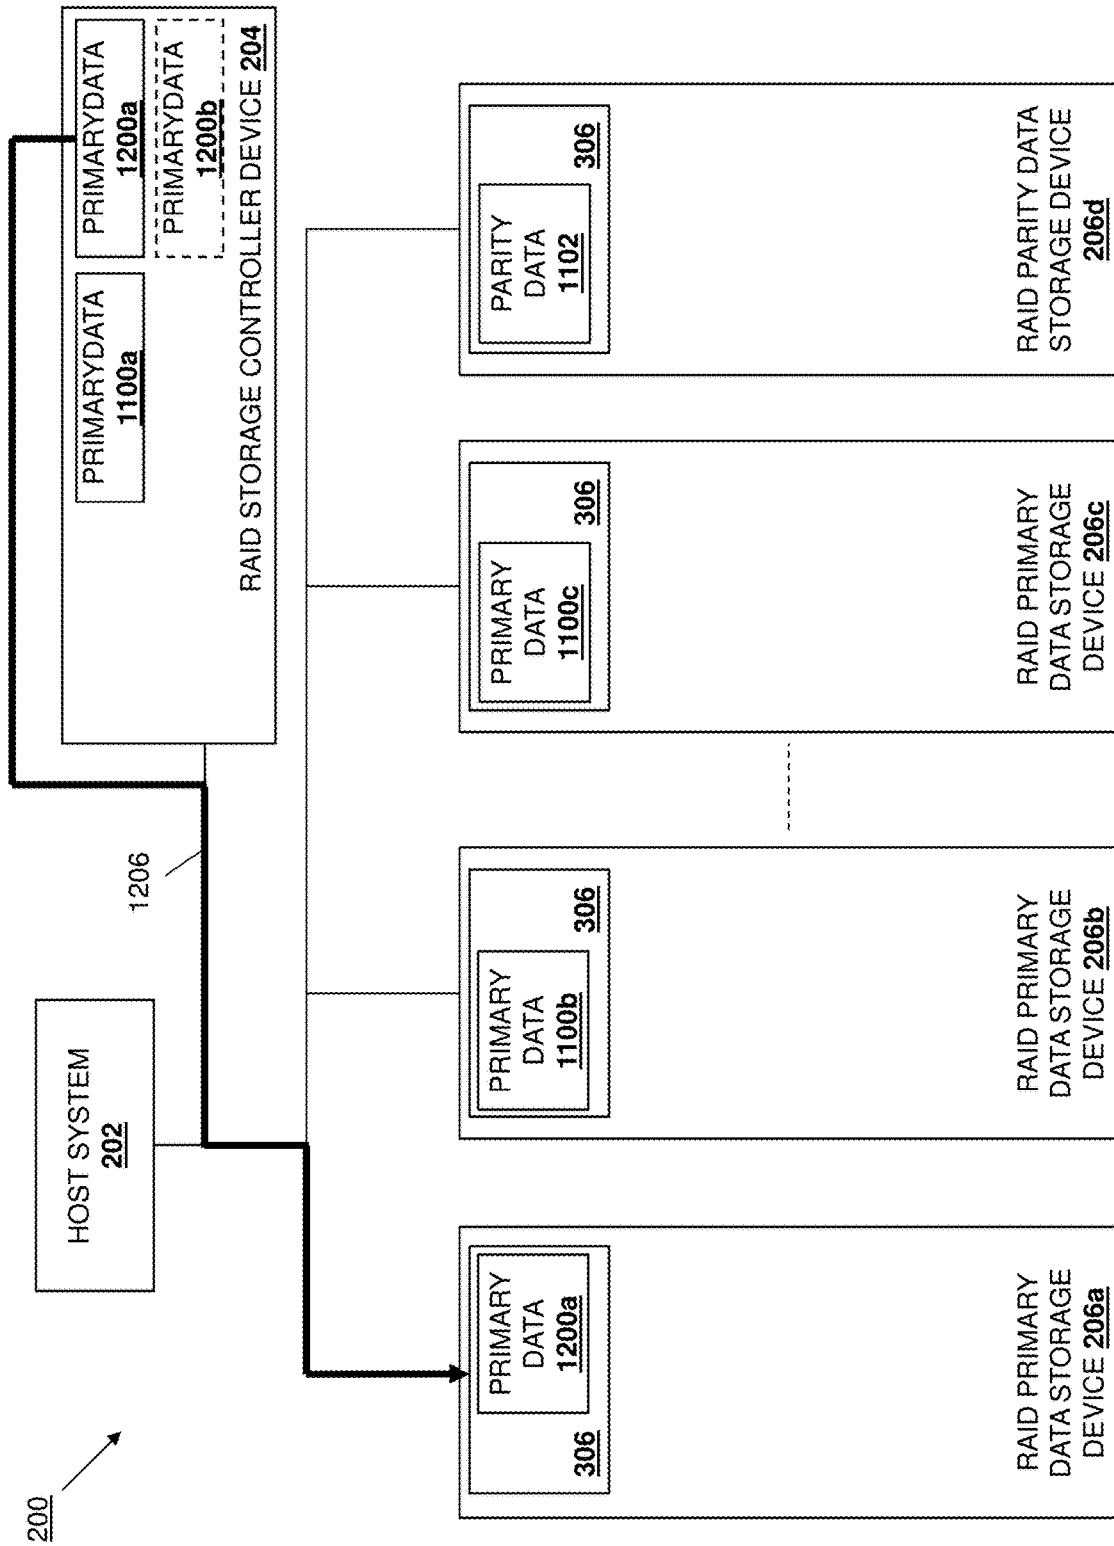 200
HOST SYSTEM
202
1206
PRIMARYDATA
1100a
PRIMARYDATA
1200a
PRIMARYDATA
1200b
RAID STORAGE CONTROLLER DEVICE 204
306
PRIMARY
DATA
1200a
RAID PRIMARY
DATA STORAGE
DEVICE 206a
PRIMARY
DATA
1100b
306
RAID PRIMARY
DATA STORAGE
DEVICE 206b
PRIMARY
DATA
1100c
306
RAID PRIMARY
DATA STORAGE
DEVICE 206c
PARITY
DATA
1102
306
RAID PARITY DATA
STORAGE DEVICE
206d